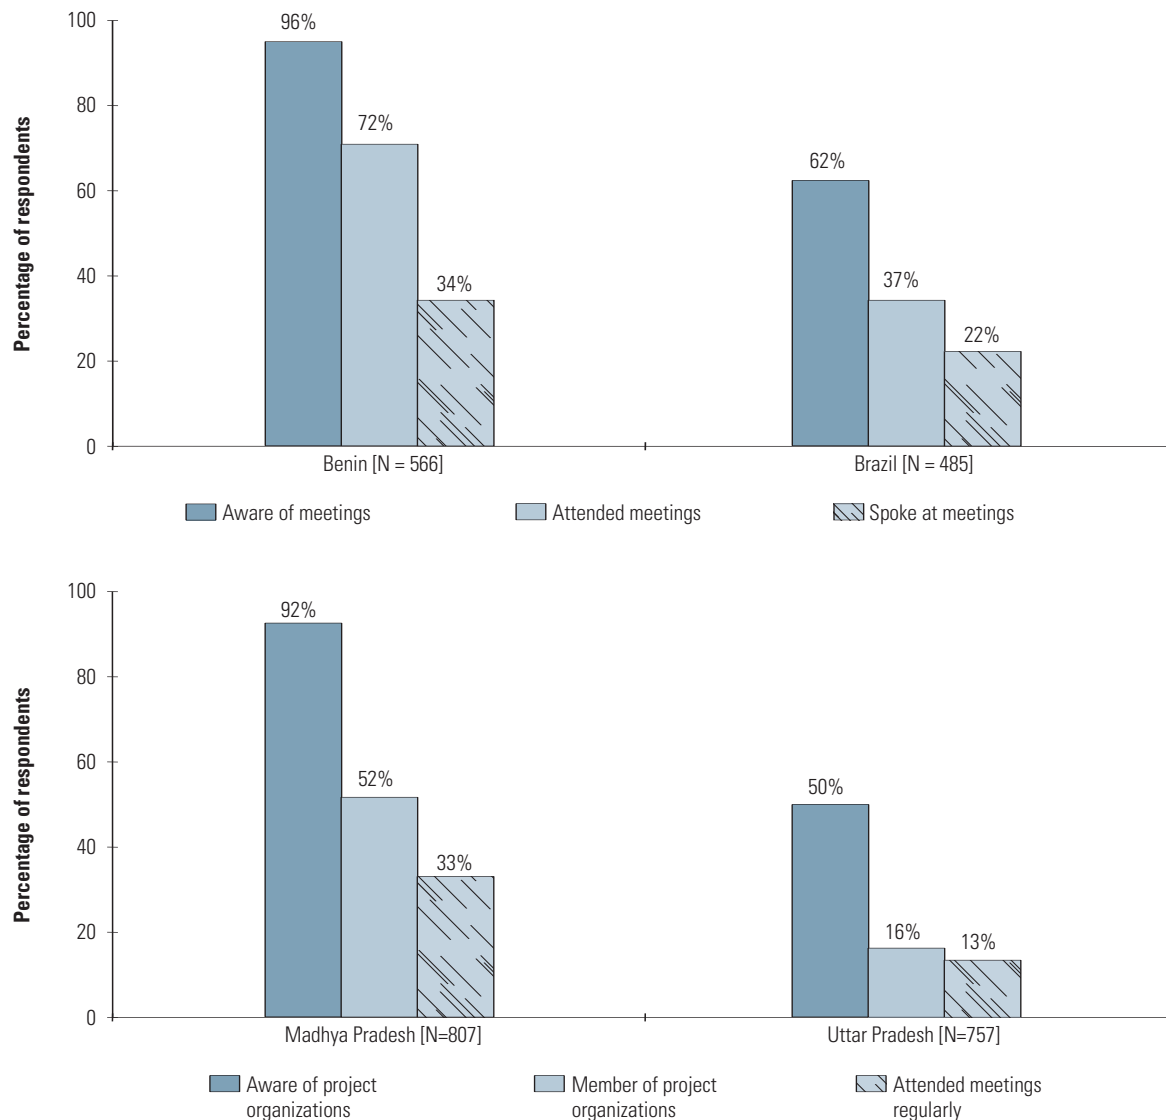 Percentage of respondents
100
80
60
40
20
0
96%
72%
34%
62%
37%
22%
Benin [N = 566]
Brazil [N = 485]
Aware of meetings
Attended meetings
Spoke at meetings
Percentage of respondents
100
80
60
40
20
0
92%
52%
33%
50%
16%
13%
Madhya Pradesh [N=807]
Uttar Pradesh [N=757]
Aware of project
organizations
Member of project
organizations
Attended meetings
regularly